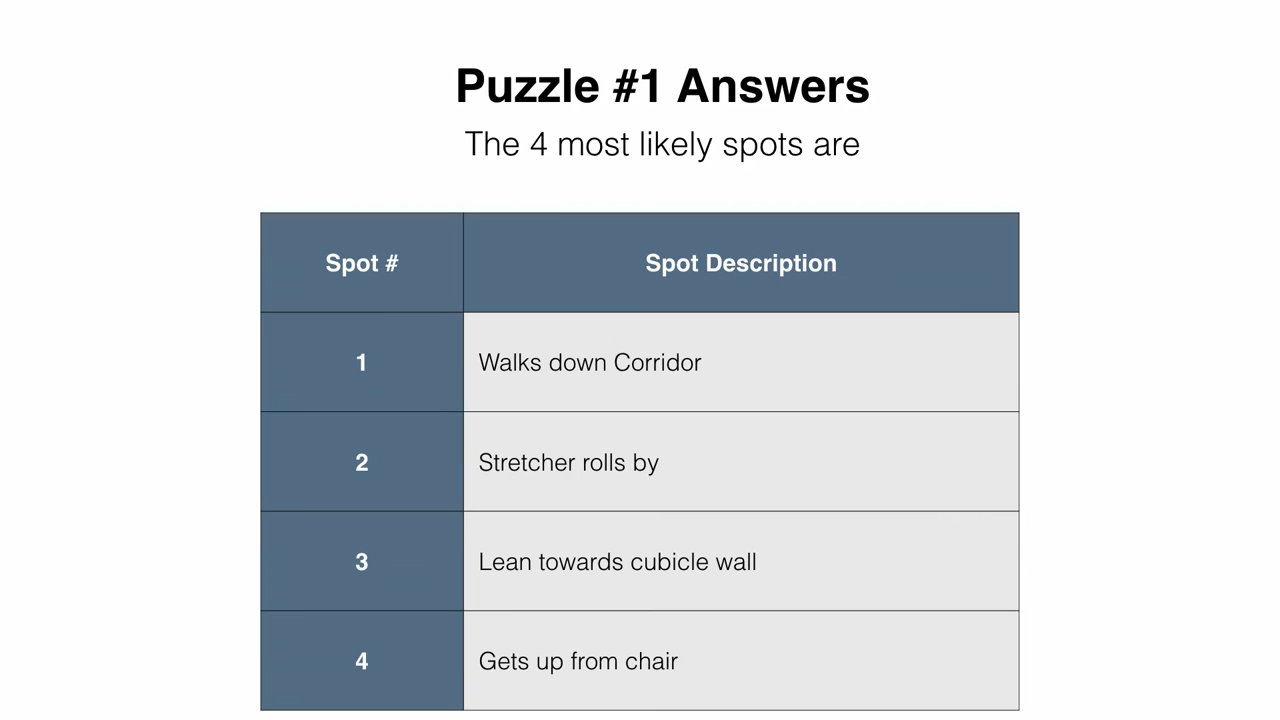 Puzzle #1 Answers
The 4 most likely spots are
Spot # Spot Description
1 Walks down Corridor
2 Stretcher rolls by
3 Lean towards cubicle wall
4 Gets up from chair